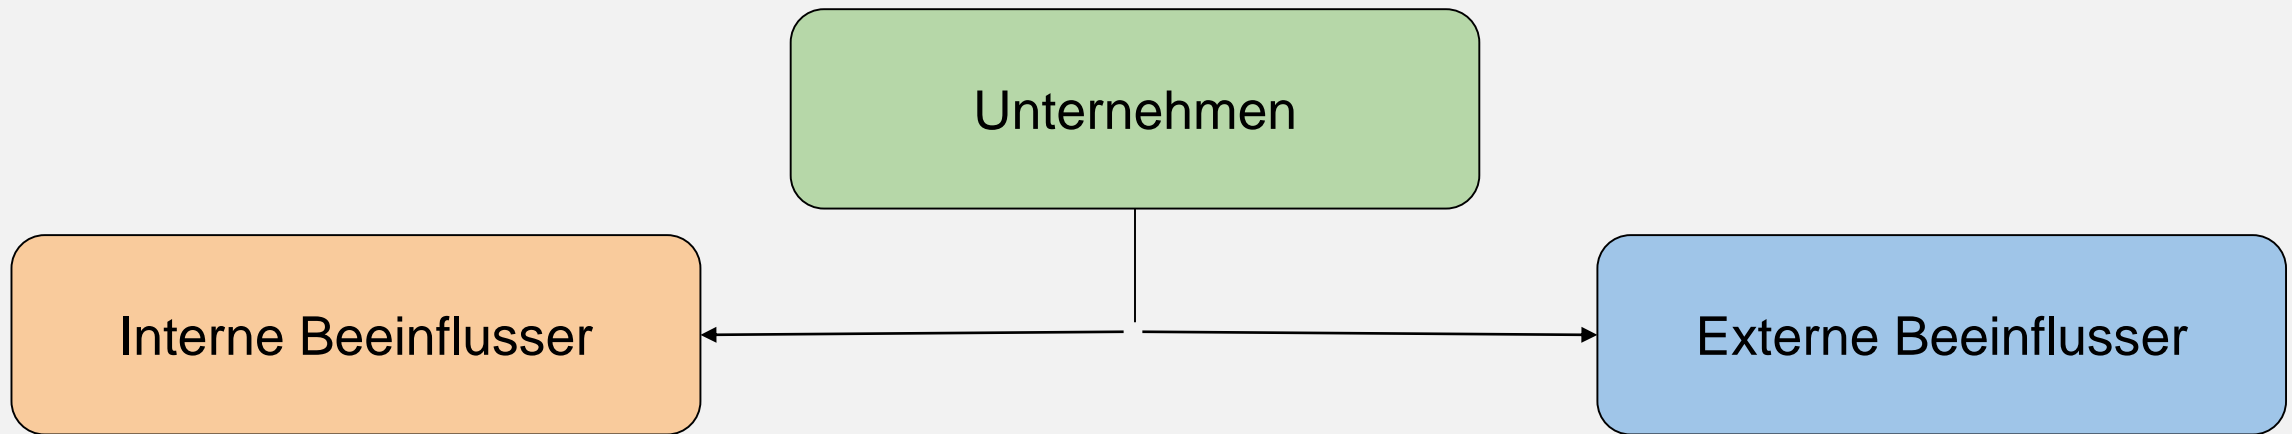 Unternehmen
Interne Beeinflusser
Externe Beeinflusser